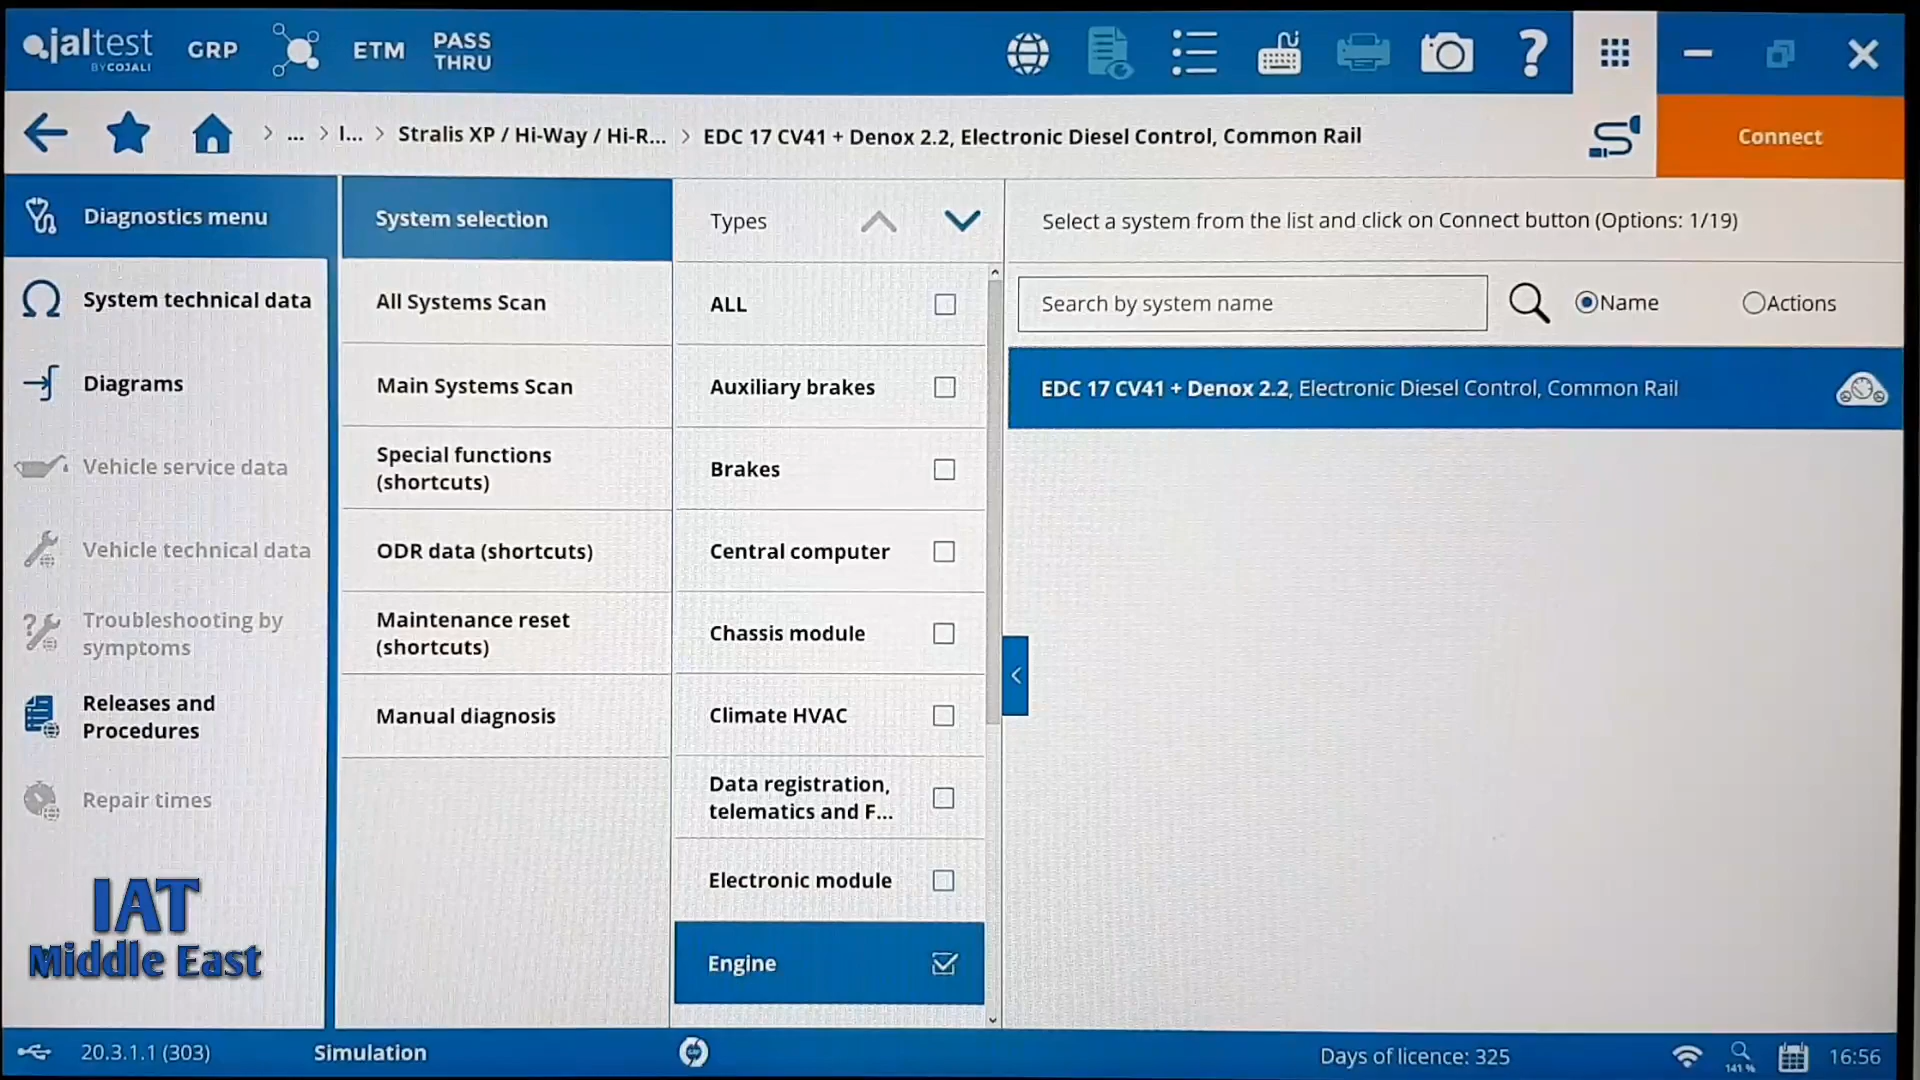 jaltest
BY COJALI
GRP
ETM
PASS
THRU
?
Connect
> ... > I... > Stralis XP / Hi-Way / Hi-R... > EDC 17 CV41 + Denox 2.2, Electronic Diesel Control, Common Rail
Diagnostics menu
System technical data
Diagrams
Vehicle service data
Vehicle technical data
Troubleshooting by
symptoms
Releases and
Procedures
Repair times
IAT
Middle East
System selection
All Systems Scan
Main Systems Scan
Special functions
(shortcuts)
ODR data (shortcuts)
Maintenance reset
(shortcuts)
Manual diagnosis
Types
ALL
Auxiliary brakes
Brakes
Central computer
Chassis module
Climate HVAC
Data registration,
telematics and F...
Electronic module
Engine
Select a system from the list and click on Connect button (Options: 1/19)
Search by system name
Name
Actions
EDC 17 CV41 + Denox 2.2, Electronic Diesel Control, Common Rail
20.3.1.1 (303)
Simulation
Days of licence: 325
141 %
16:56